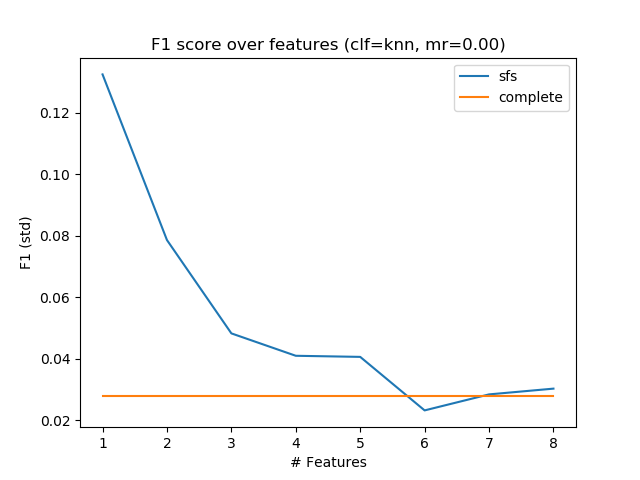 F1 score over features (clf=knn, mr=0.00)
sfs
complete
0.12
0.10
0.08
0.06
0.04
0.02
F1 (std)
1 2 3 4 5 6 7 8
# Features